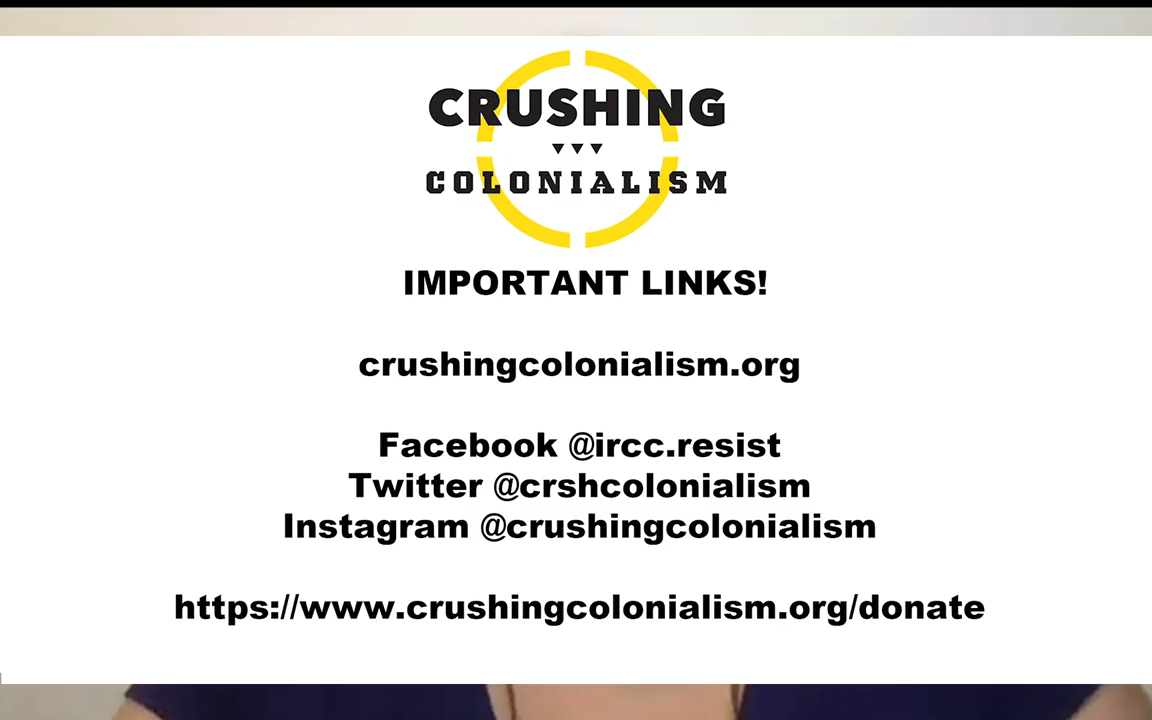 CRUSHING
COLONIALISM
IMPORTANT LINKS!
crushingcolonialism.org
Facebook @ircc.resist
Twitter @crshcolonialism
Instagram @crushingcolonialism
https://www.crushingcolonialism.org/donate